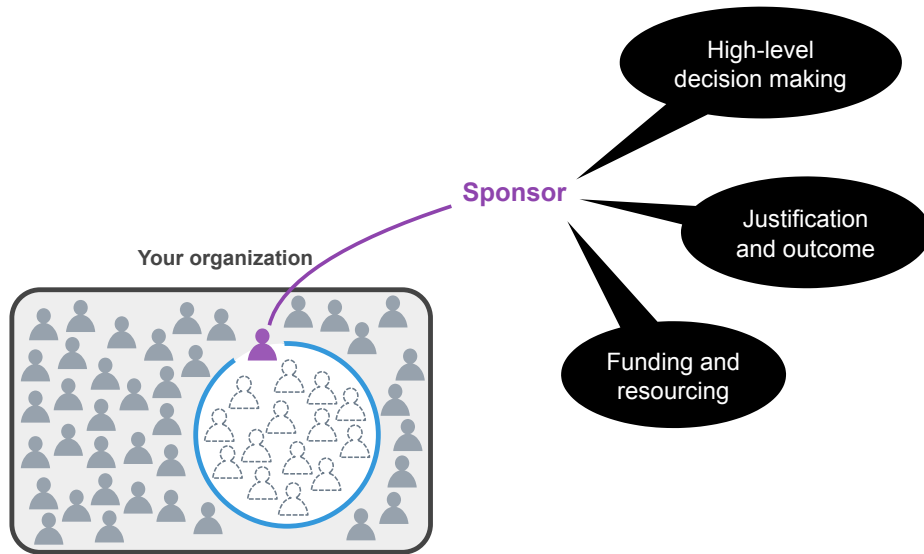 High-level
decision making
Sponsor
Justification
and outcome
Your organization
Funding and
resourcing